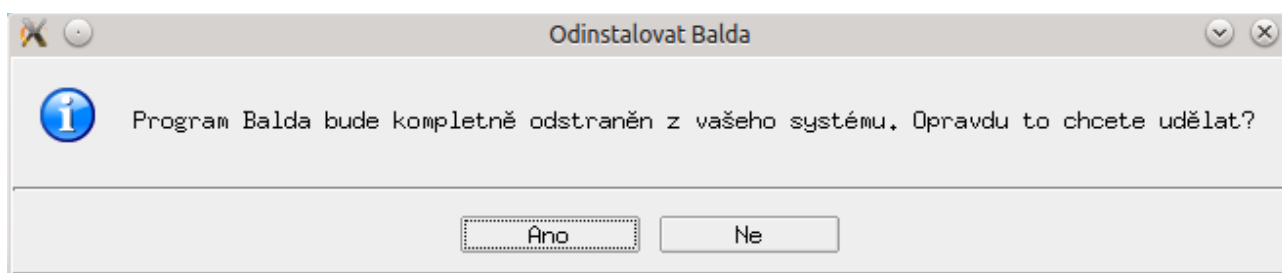 Odinstalovat Balda
Program Balda bude kompletně odstraněn z vašeho systému. Opravdu to chcete udělat?
Ano
Ne